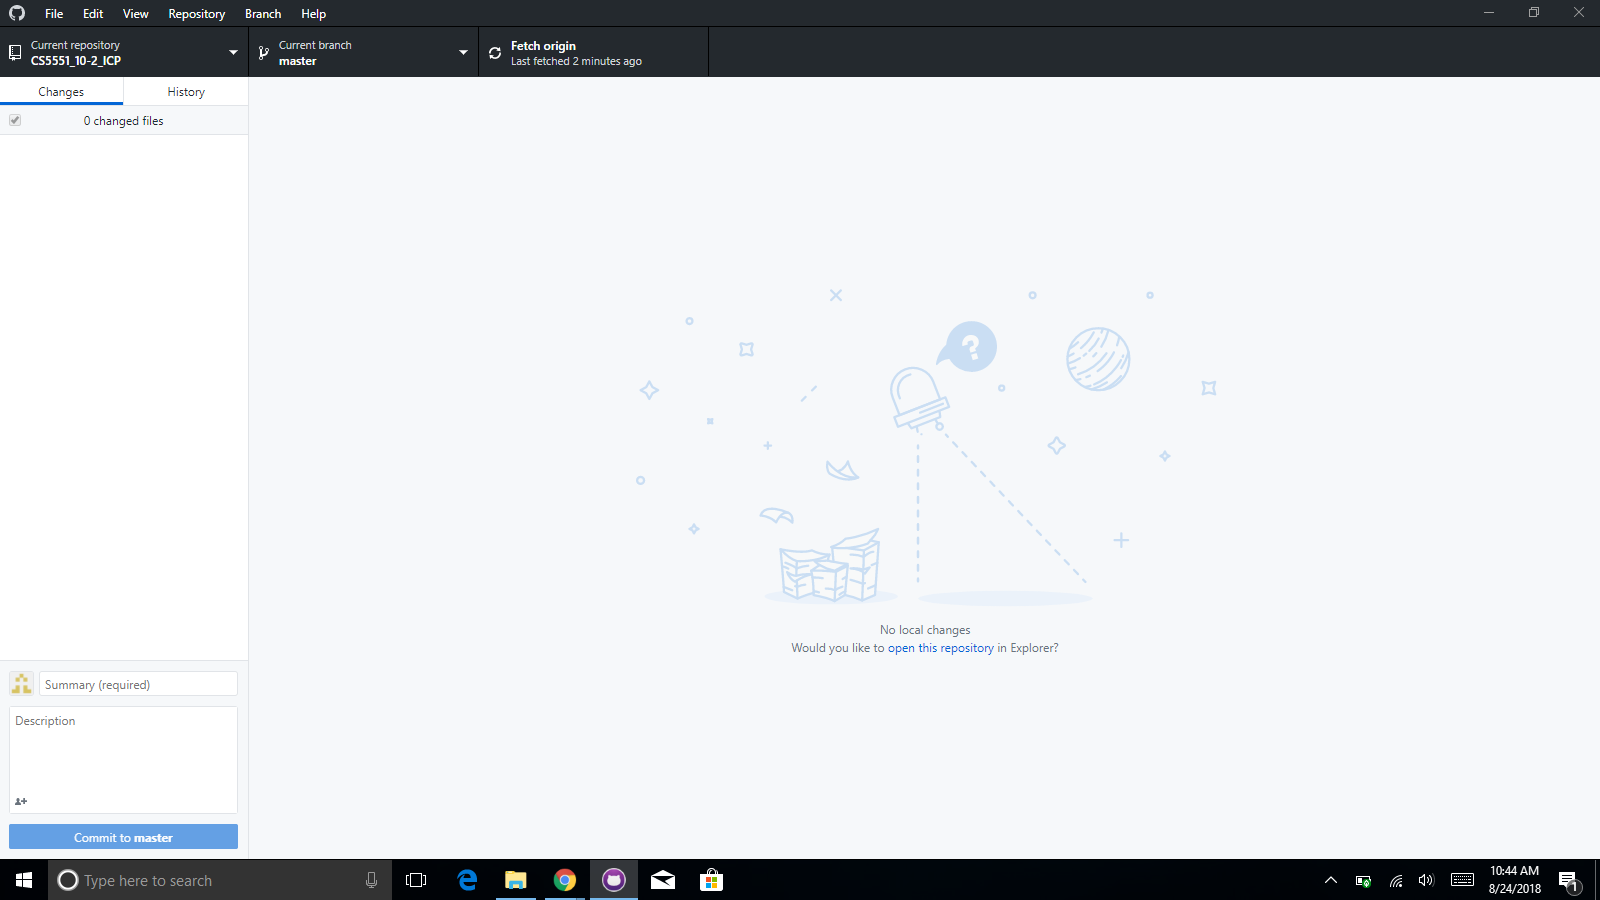 File Edit View Repository Branch Help
Current repository
CS5551_10-2_ICP
Current branch
master
Fetch origin
Last fetched 2 minutes ago
Changes
History
0 changed files
?
No local changes
Would you like to open this repository in Explorer?
Summary (required)
Description
Commit to master
Type here to search
10:44 AM
8/24/2018
1